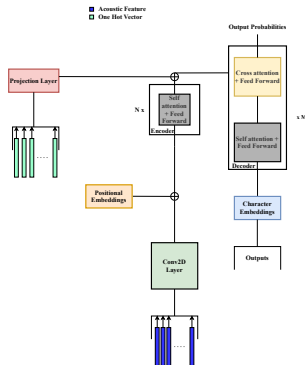 Acoustic Feature
One Hot Vector
Output Probabilities
Projection Layer
N x
Self
attention
+ Feed
Forward
Encoder
Cross attention
+ Feed Forward
Self attention +
Feed Forward
Decoder
x N
Positional
Embeddings
Character
Embeddings
Conv2D
Layer
Outputs